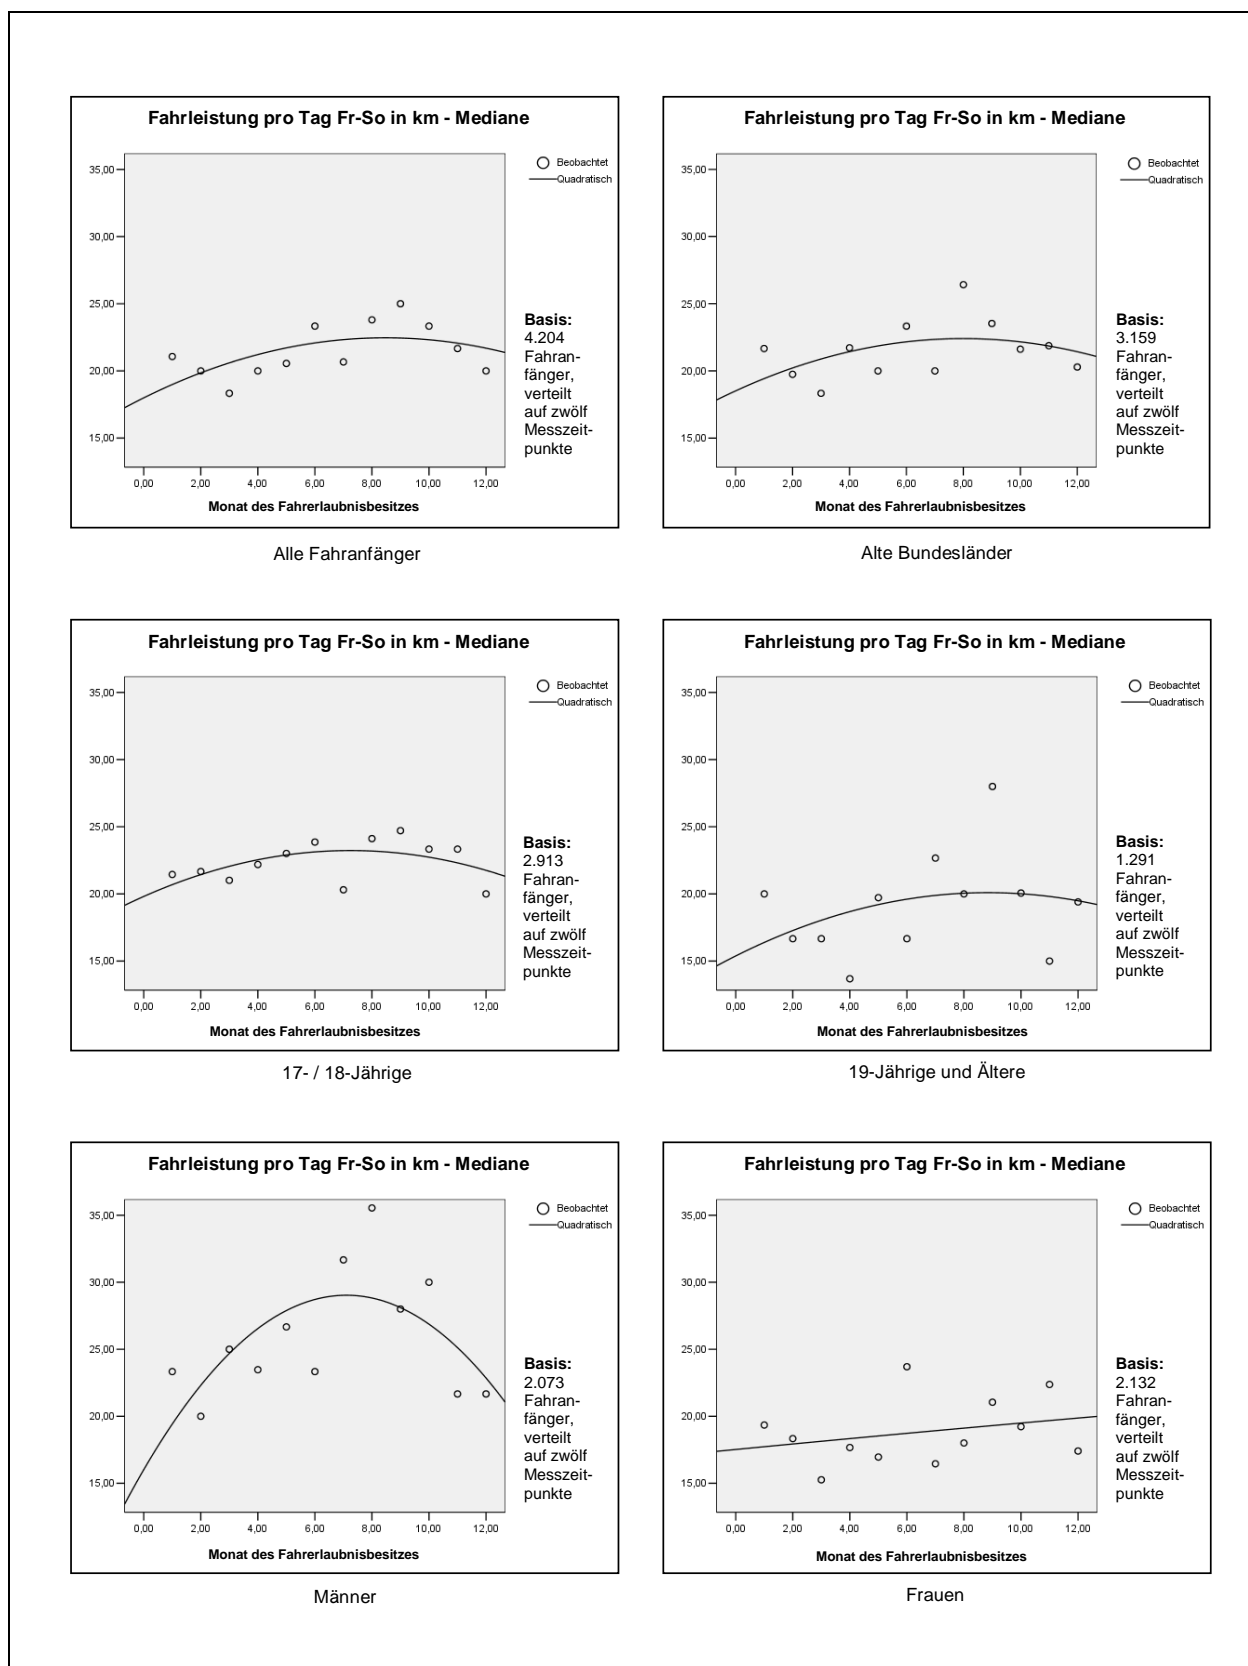 Fahrleistung pro Tag Fr-So in km - Mediane
Beobachtet
Quadratisch
35,00
30,00
25,00
20,00
15,00
Basis:
4.204
Fahran-
fänger,
verteilt
auf zwölf
Messzeit-
punkte
0,00 2,00 4,00 6,00 8,00 10,00 12,00
Monat des Fahrerlaubnisbesitzes
Alle Fahranfänger
Fahrleistung pro Tag Fr-So in km - Mediane
Beobachtet
Quadratisch
35,00
30,00
25,00
20,00
15,00
Basis:
3.159
Fahran-
fänger,
verteilt
auf zwölf
Messzeit-
punkte
0,00 2,00 4,00 6,00 8,00 10,00 12,00
Monat des Fahrerlaubnisbesitzes
Alte Bundesländer
Fahrleistung pro Tag Fr-So in km - Mediane
Beobachtet
Quadratisch
35,00
30,00
25,00
20,00
15,00
Basis:
2.913
Fahran-
fänger,
verteilt
auf zwölf
Messzeit-
punkte
0,00 2,00 4,00 6,00 8,00 10,00 12,00
Monat des Fahrerlaubnisbesitzes
17- / 18-Jährige
Fahrleistung pro Tag Fr-So in km - Mediane
Beobachtet
Quadratisch
35,00
30,00
25,00
20,00
15,00
Basis:
1.291
Fahran-
fänger,
verteilt
auf zwölf
Messzeit-
punkte
0,00 2,00 4,00 6,00 8,00 10,00 12,00
Monat des Fahrerlaubnisbesitzes
19-Jährige und Ältere
Fahrleistung pro Tag Fr-So in km - Mediane
Beobachtet
Quadratisch
35,00
30,00
25,00
20,00
15,00
Basis:
2.073
Fahran-
fänger,
verteilt
auf zwölf
Messzeit-
punkte
0,00 2,00 4,00 6,00 8,00 10,00 12,00
Monat des Fahrerlaubnisbesitzes
Männer
Fahrleistung pro Tag Fr-So in km - Mediane
Beobachtet
Quadratisch
35,00
30,00
25,00
20,00
15,00
Basis:
2.132
Fahran-
fänger,
verteilt
auf zwölf
Messzeit-
punkte
0,00 2,00 4,00 6,00 8,00 10,00 12,00
Monat des Fahrerlaubnisbesitzes
Frauen